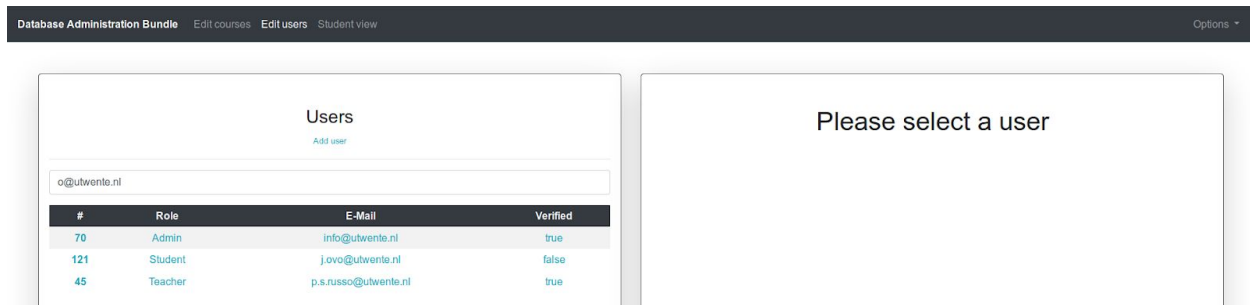 Database Administration Bundle Edit courses Edit users Student view Options
Users
Add user
o@utwente.nl
# Role E-Mail Verified
70 Admin info@utwente.nl true
121 Student j.ovo@utwente.nl false
45 Teacher p.s.russo@utwente.nl true
Please select a user